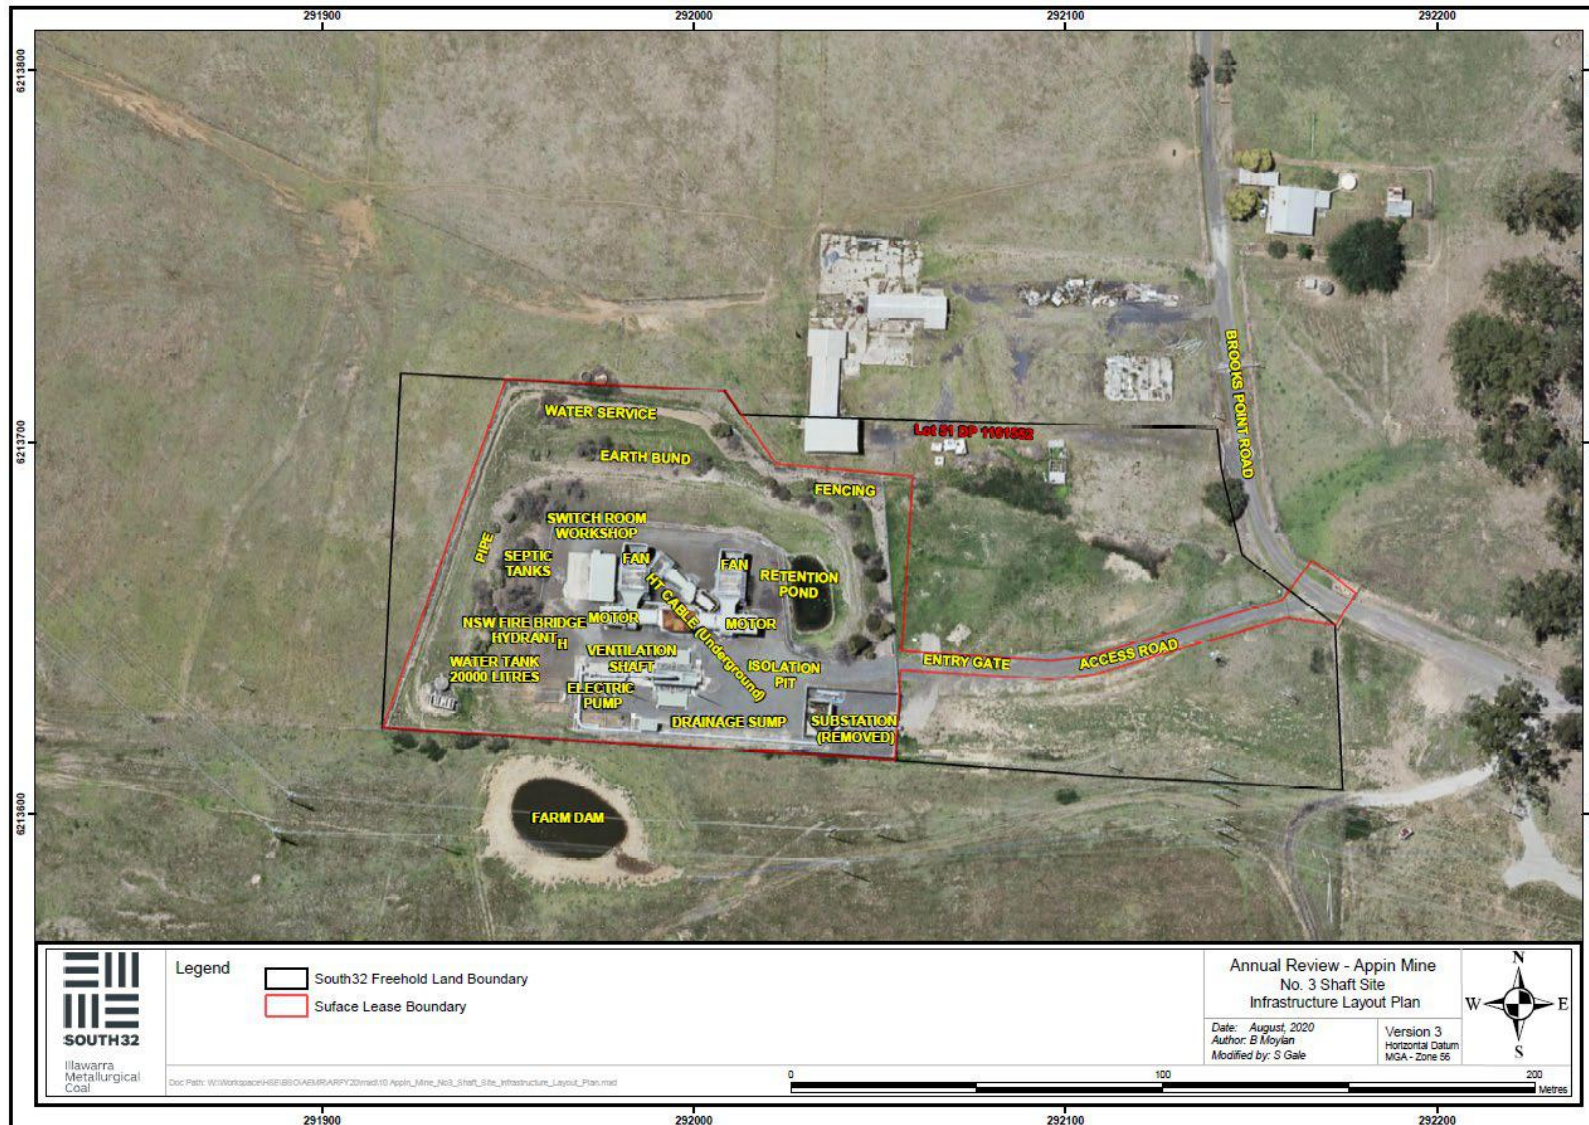 291900
292000
292100
292200
6213800
6213700
6213600
BROOKS POINT ROAD
Lot 51 DP 1161552
WATER SERVICE
EARTH BUND
FENCING
PIPE
SWITCH ROOM
WORKSHOP
SEPTIC
TANKS
FAN
FAN
RETENTION
POND
HT CABLE (Underground)
NSW FIRE BRIDGE
HYDRANT
H
MOTOR
MOTOR
WATER TANK
20000 LITRES
VENTILATION
SHAFT
ISOLATION
PIT
ELECTRIC
PUMP
DRAINAGE SUMP
SUBSTATION
(REMOVED)
ENTRY GATE
ACCESS ROAD
FARM DAM
SOUTH32
Illawarra
Metallurgical
Coal
Legend
South32 Freehold Land Boundary
Suface Lease Boundary
Annual Review - Appin Mine
No. 3 Shaft Site
Infrastructure Layout Plan
Date: August, 2020
Author: B Moylan
Modified by: S Gale
Version 3
Horizontal Datum
MGA - Zone 56
N
W
E
S
0
100
200
Metres
291900
292000
292100
292200